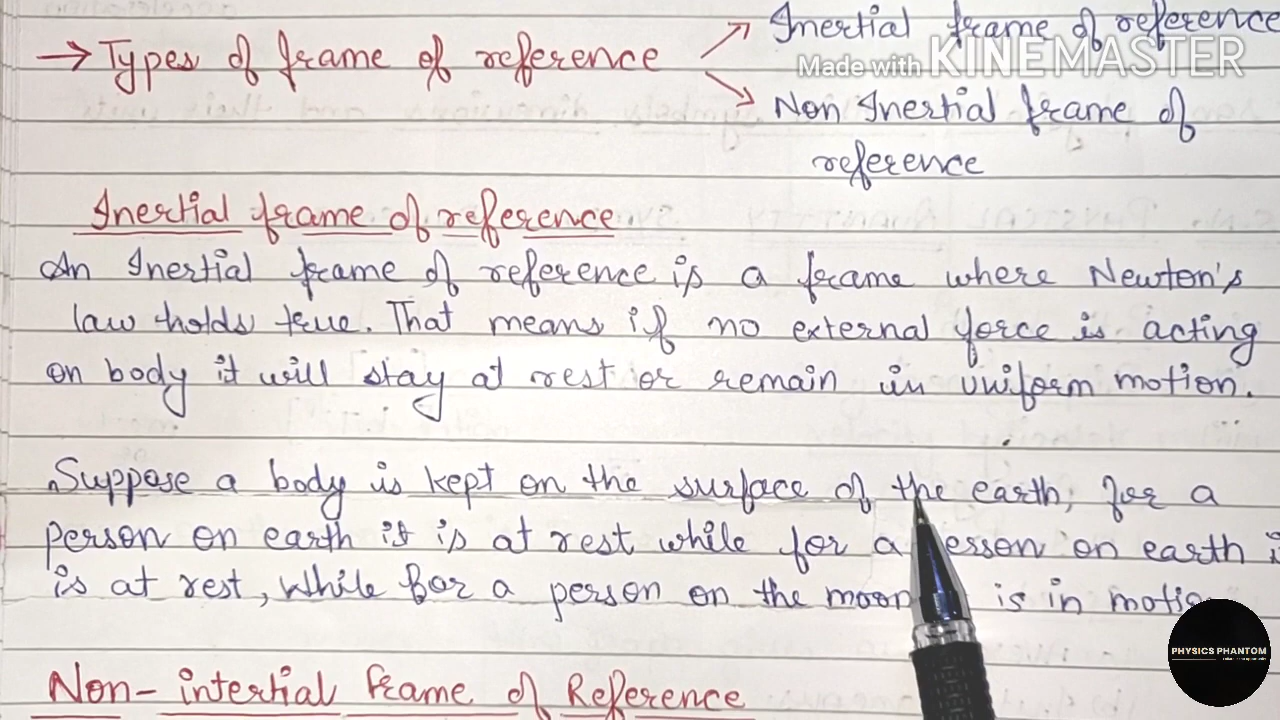 → Types of frame of reference
Inertial frame of reference
Made with KINEMASTER
Non Inertial frame of
reference
Inertial frame of reference
An Inertial frame of reference is a frame where Newton's
law holds true. That means if no external force is acting
on body it will stay at rest or remain in uniform motion.
Suppose a body is kept on the surface of the earth, for a
person on earth it is at rest while for a person on earth i
is at rest, while for a person on the moon is in motio
Non-intertial frame of Reference
PHYSICS PHANTOM